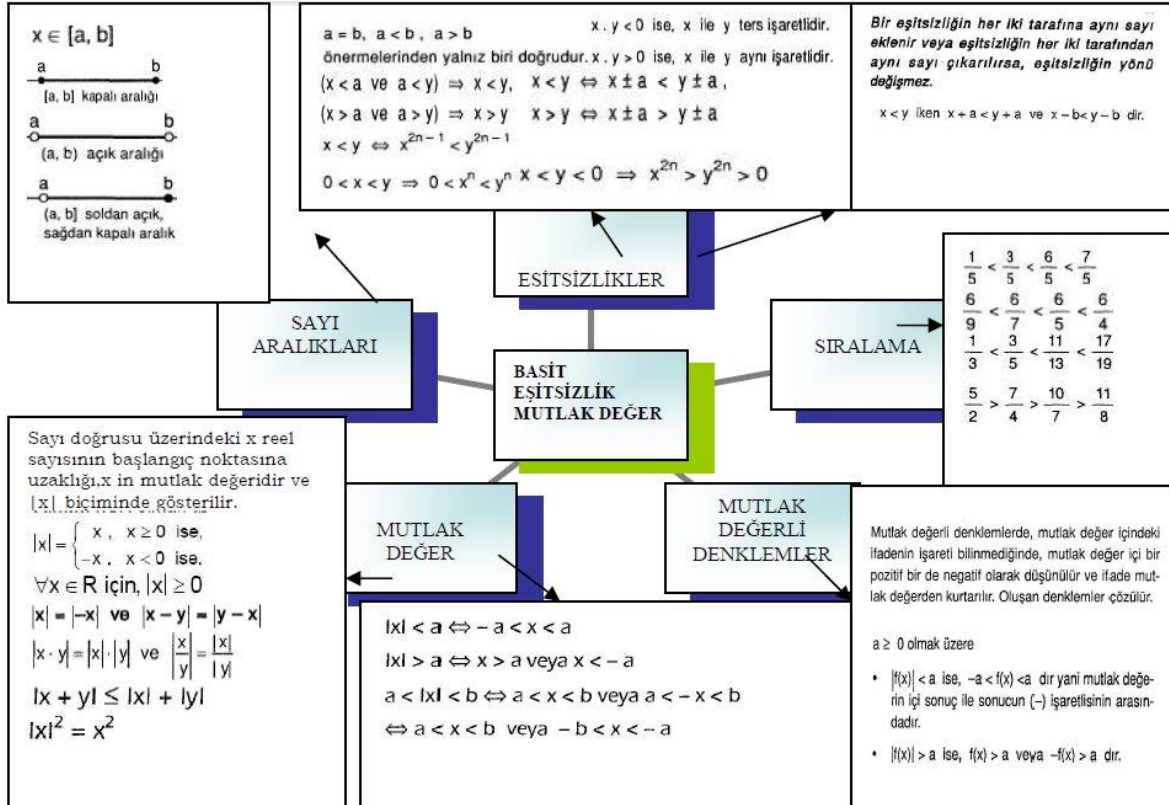 x ∈ [a, b]
a b
[a, b] kapalı aralığı
a b
(a, b) açık aralığı
a b
(a, b] soldan açık,
sağdan kapalı aralık
a = b, a < b , a > b
x . y < 0 ise, x ile y ters işaretlidir.
önermelerinden yalnız biri doğrudur. x . y > 0 ise, x ile y aynı işaretlidir.
(x < a ve a < y) ⇒ x < y, x < y ⇔ x ± a < y ± a ,
(x > a ve a > y) ⇒ x > y x > y ⇔ x ± a > y ± a
x < y ⇔ x^{2n−1} < y^{2n−1}
0 < x < y ⇒ 0 < x^n < y^n x < y < 0 ⇒ x^{2n} > y^{2n} > 0
Bir eşitsizliğin her iki tarafına aynı sayı
eklenir veya eşitsizliğin her iki tarafından
aynı sayı çıkarılırsa, eşitsizliğin yönü
değişmez.
x < y iken x + a < y + a ve x − b < y − b dir.
ESİTSİZLİKLER
SAYI
ARALIKLARI
SIRALAMA
1/5 < 3/5 < 6/5 < 7/5
6/9 < 6/7 < 6/5 < 6/4
1/3 < 3/5 < 11/13 < 17/19
5/2 > 7/4 > 10/7 > 11/8
BASİT
EŞİTSİZLİK
MUTLAK DEĞER
Sayı doğrusu üzerindeki x reel
sayısının başlangıç noktasına
uzaklığı,x in mutlak değeridir ve
|x| biçiminde gösterilir.
|x| = { x , x ≥ 0 ise,
−x , x < 0 ise,
∀x ∈ R için, |x| ≥ 0
|x| = |−x| ve |x − y| = |y − x|
|x · y| = |x| · |y| ve |x/y| = |x|/|y|
|x + y| ≤ |x| + |y|
|x|² = x²
MUTLAK
DEĞER
MUTLAK
DEĞERLİ
DENKLEMLER
|x| < a ⇔ − a < x < a
|x| > a ⇔ x > a veya x < − a
a < |x| < b ⇔ a < x < b veya a < − x < b
⇔ a < x < b veya − b < x < − a
Mutlak değerli denklemlerde, mutlak değer içindeki
ifadenin işareti bilinmediğinde, mutlak değer içi bir
pozitif bir de negatif olarak düşünülür ve ifade mut-
lak değerden kurtarılır. Oluşan denklemler çözülür.
a ≥ 0 olmak üzere
• |f(x)| < a ise, −a < f(x) <a dır yani mutlak değe-
rin içi sonuç ile sonucun (−) işaretlisinin arasın-
dadır.
• |f(x)| > a ise, f(x) > a veya −f(x) > a dır.